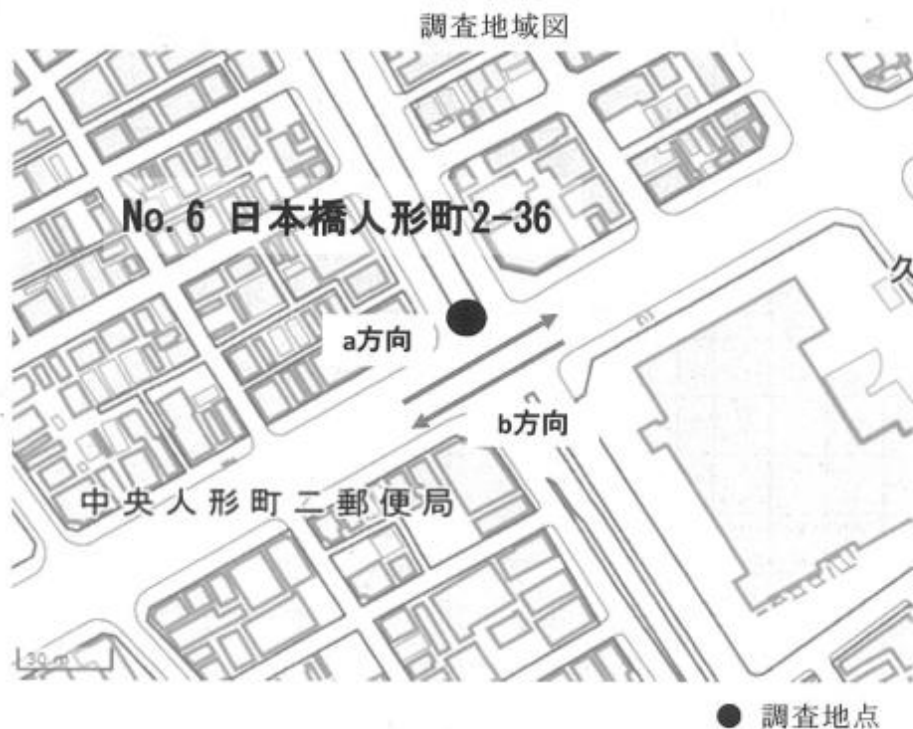 調査地域図
No. 6 日本橋人形町2-36
久
a方向
b方向
中央人形町二郵便局
30 m
● 調査地点